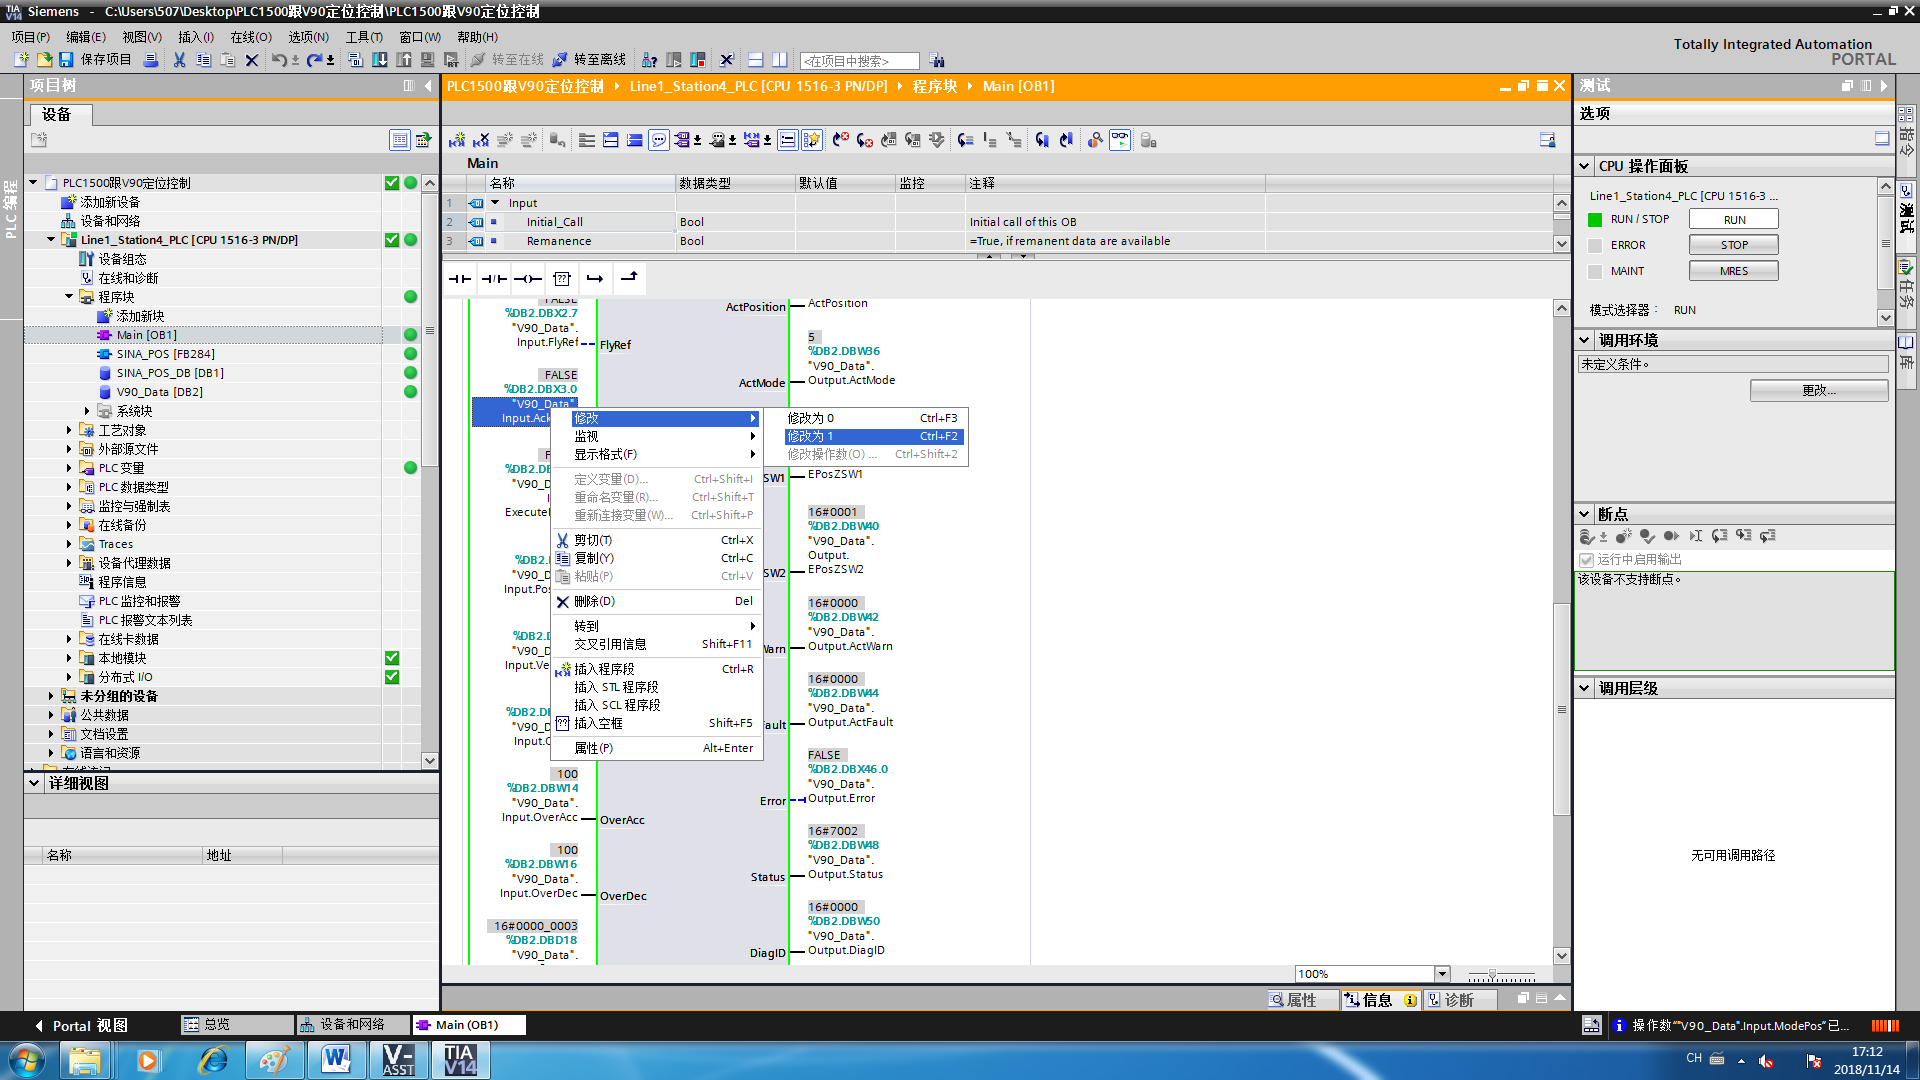 Siemens - C:\Users\507\Desktop\PLC1500跟V90定位控制\PLC1500跟V90定位控制
项目(P) 编辑(E) 视图(V) 插入(I) 在线(O) 选项(N) 工具(T) 窗口(W) 帮助(H)
Totally Integrated Automation
PORTAL
保存项目 转至在线 转至离线 <在项目中搜索>
项目树
设备
PLC 编程
PLC1500跟V90定位控制
添加新设备
设备和网络
Line1_Station4_PLC [CPU 1516-3 PN/DP]
设备组态
在线和诊断
程序块
添加新块
Main [OB1]
SINA_POS [FB284]
SINA_POS_DB [DB1]
V90_Data [DB2]
系统块
工艺对象
外部源文件
PLC 变量
PLC 数据类型
监控与强制表
在线备份
Traces
设备代理数据
程序信息
PLC 监控和报警
PLC 报警文本列表
在线卡数据
本地模块
分布式 I/O
未分组的设备
公共数据
文档设置
语言和资源
详细视图
名称 地址
PLC1500跟V90定位控制 Line1_Station4_PLC [CPU 1516-3 PN/DP] 程序块 Main [OB1]
Main
名称 数据类型 默认值 监控 注释
1 Input
2 Initial_Call Bool Initial call of this OB
3 Remanence Bool =True, if remanent data are available
FALSE
%DB2.DBX2.7
"V90_Data".
Input.FlyRef
FlyRef
FALSE
%DB2.DBX3.0
"V90_Data".
Input.Ack
F
%DB2.D
"V90_D
I
Execute
%DB2.D
"V90_D
Input.Pos
%DB2.D
"V90_D
Input.Ve
%DB2.D
"V90_D
Input.O
100
%DB2.DBW14
"V90_Data".
Input.OverAcc
OverAcc
100
%DB2.DBW16
"V90_Data".
Input.OverDec
OverDec
16#0000_0003
%DB2.DBD18
"V90_Data".
ActPosition
ActPosition
5
%DB2.DBW36
"V90_Data".
Output.ActMode
ActMode
SW1
EPosZSW1
16#0001
%DB2.DBW40
"V90_Data".
Output.
EPosZSW2
SW2
16#0000
%DB2.DBW42
"V90_Data".
Output.ActWarn
Warn
16#0000
%DB2.DBW44
"V90_Data".
Output.ActFault
ault
FALSE
%DB2.DBX46.0
"V90_Data".
Output.Error
Error
16#7002
%DB2.DBW48
"V90_Data".
Output.Status
Status
16#0000
%DB2.DBW50
"V90_Data".
Output.DiagID
DiagID
修改
监视
显示格式(F)
定义变量(D)... Ctrl+Shift+I
重命名变量(R)... Ctrl+Shift+T
重新连接变量(W)... Ctrl+Shift+P
剪切(T) Ctrl+X
复制(Y) Ctrl+C
粘贴(P) Ctrl+V
删除(D) Del
转到
交叉引用信息 Shift+F11
插入程序段 Ctrl+R
插入 STL 程序段
插入 SCL 程序段
插入空框 Shift+F5
属性(P) Alt+Enter
修改为 0 Ctrl+F3
修改为 1 Ctrl+F2
修改操作数(O) ... Ctrl+Shift+2
100%
属性 信息 诊断
测试
选项
CPU 操作面板
Line1_Station4_PLC [CPU 1516-3 ...
RUN / STOP RUN
ERROR STOP
MAINT MRES
模式选择器： RUN
调用环境
未定义条件。
更改...
断点
运行中启用输出
该设备不支持断点。
调用层级
无可用调用路径
指令
测试
任务
库
Portal 视图 总览 设备和网络 Main (OB1)
操作数""V90_Data".Input.ModePos"已...
V-ASST
TIA V14
CH
17:12
2018/11/14